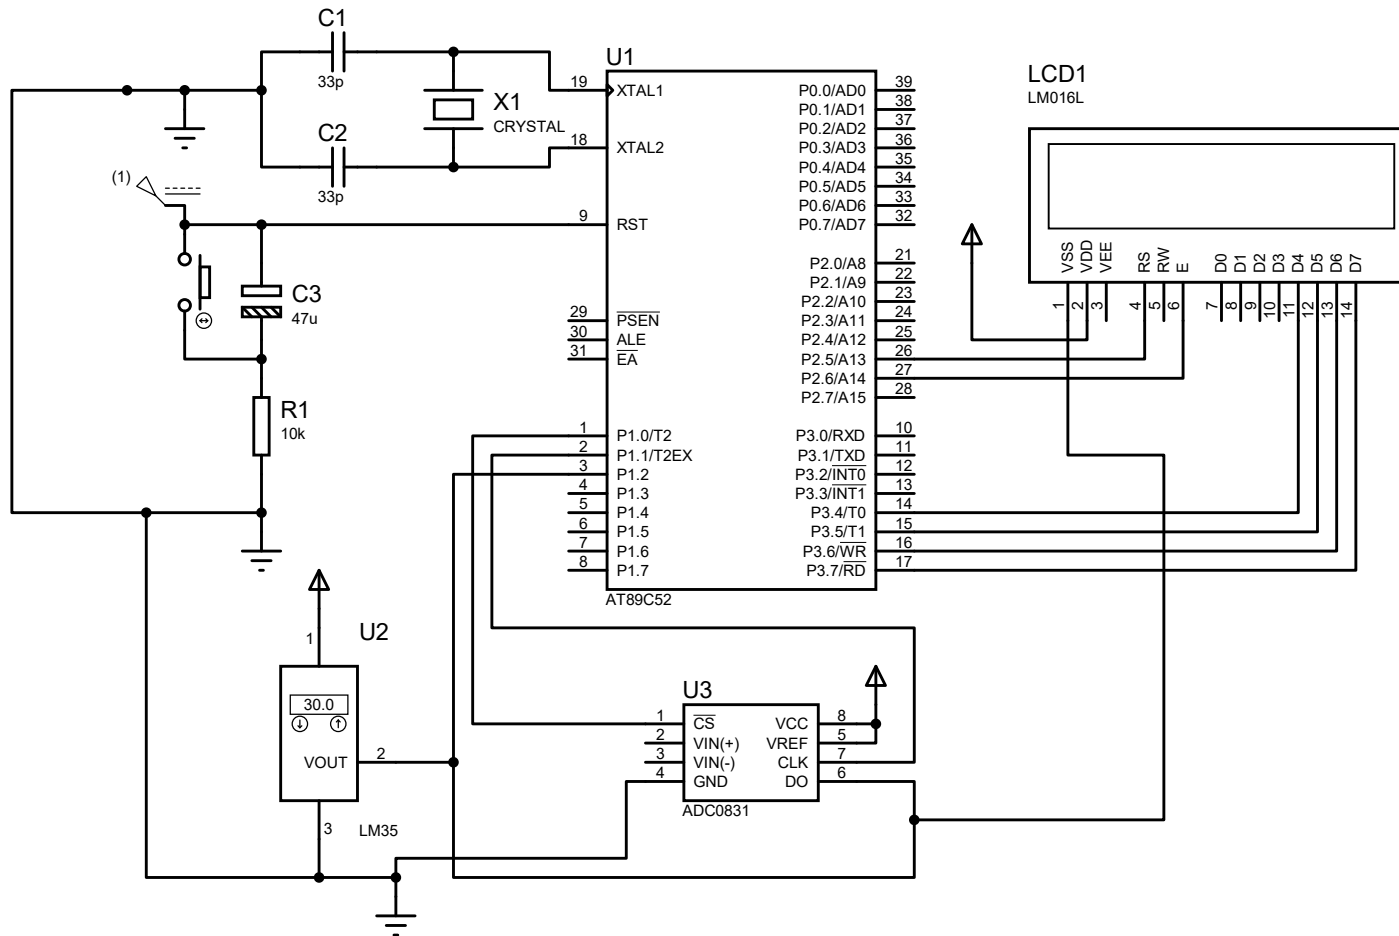 C1
33p
C2
33p
X1
CRYSTAL
(1)
C3
47u
R1
10k
U1
19 XTAL1
18 XTAL2
9 RST
29 PSEN
30 ALE
31 EA
1 P1.0/T2
2 P1.1/T2EX
3 P1.2
4 P1.3
5 P1.4
6 P1.5
7 P1.6
8 P1.7
P0.0/AD0 39
P0.1/AD1 38
P0.2/AD2 37
P0.3/AD3 36
P0.4/AD4 35
P0.5/AD5 34
P0.6/AD6 33
P0.7/AD7 32
P2.0/A8 21
P2.1/A9 22
P2.2/A10 23
P2.3/A11 24
P2.4/A12 25
P2.5/A13 26
P2.6/A14 27
P2.7/A15 28
P3.0/RXD 10
P3.1/TXD 11
P3.2/INT0 12
P3.3/INT1 13
P3.4/T0 14
P3.5/T1 15
P3.6/WR 16
P3.7/RD 17
AT89C52
LCD1
LM016L
VSS VDD VEE RS RW E D0 D1 D2 D3 D4 D5 D6 D7
1 2 3 4 5 6 7 8 9 10 11 12 13 14
U2
1
30.0
VOUT 2
3
LM35
U3
1 CS
2 VIN(+)
3 VIN(-)
4 GND
VCC 8
VREF 5
CLK 7
DO 6
ADC0831